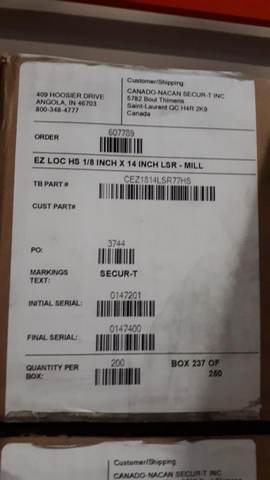 Customer/Shipping
409 HOOSIER DRIVE
ANGOLA, IN 46703
800-348-4777
CANADO-NACAN SECUR-T INC
5782 Boul Thimens
Saint-Laurent QC H4R 2K9
Canada
ORDER
607789
EZ LOC HS 1/8 INCH X 14 INCH LSR - MILL
TB PART #
CEZ1814LSR77HS
CUST PART#
PO:
3744
MARKINGS TEXT:
SECUR-T
INITIAL SERIAL:
0147201
FINAL SERIAL:
0147400
QUANTITY PER BOX:
200
BOX 237 OF
250
Customer/Shipping
CANADO-NACAN SECUR-T INC